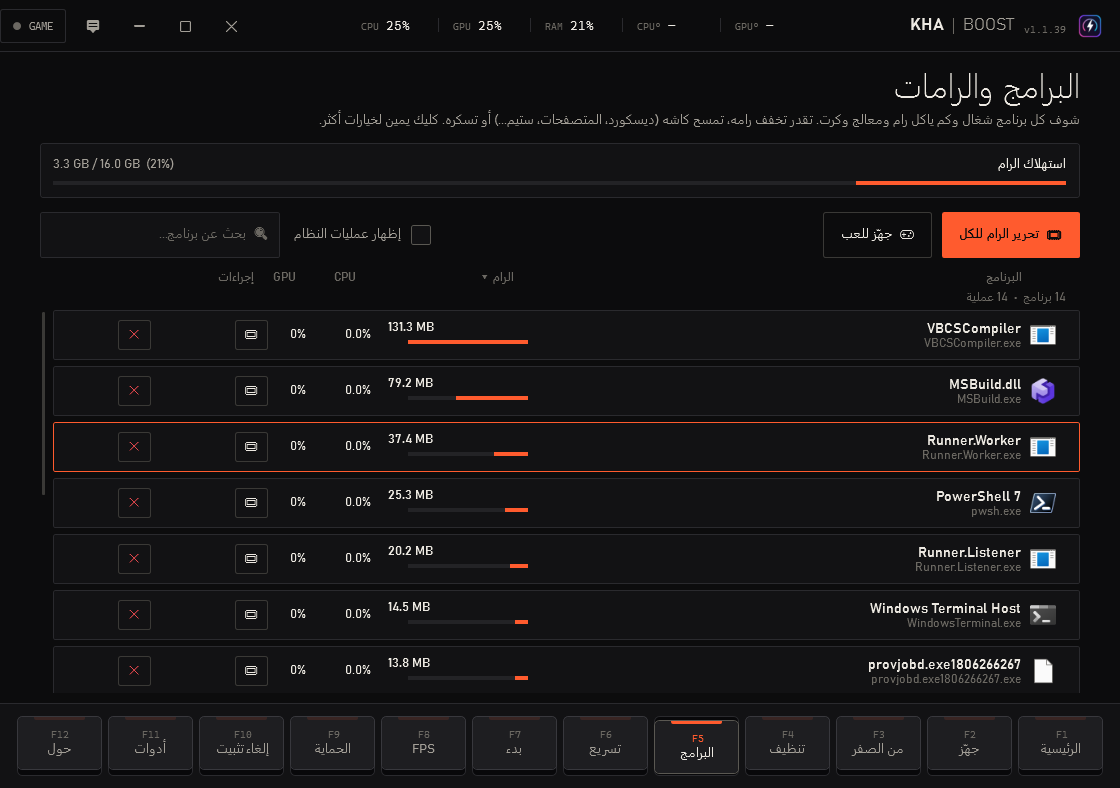 GAME
CPU 25%
GPU 25%
RAM 21%
CPU° —
GPU° —
KHA | BOOST v1.1.39
البرامج والرامات
شوف كل برنامج شغال وكم ياكل رام ومعالج وكرت. تقدر تخفف رامه، تمسح كاشه (ديسكورد، المتصفحات، ستيم…) أو تسكره. كليك يمين لخيارات أكثر.
استهلاك الرام
3.3 GB / 16.0 GB (21%)
تحرير الرام للكل
جهّز للعب
إظهار عمليات النظام
بحث عن برنامج...
البرنامج
الرام ▼
CPU
GPU
إجراءات
14 برنامج • 14 عملية
VBCSCompiler
VBCSCompiler.exe
131.3 MB
0.0%
0%
MSBuild.dll
MSBuild.exe
79.2 MB
0.0%
0%
Runner.Worker
Runner.Worker.exe
37.4 MB
0.0%
0%
PowerShell 7
pwsh.exe
25.3 MB
0.0%
0%
Runner.Listener
Runner.Listener.exe
20.2 MB
0.0%
0%
Windows Terminal Host
WindowsTerminal.exe
14.5 MB
0.0%
0%
provjobd.exe1806266267
provjobd.exe1806266267.exe
13.8 MB
0.0%
0%
F1
الرئيسية
F2
جهّز
F3
من الصفر
F4
تنظيف
F5
البرامج
F6
تسريع
F7
بدء
F8
FPS
F9
الحماية
F10
إلغاء تثبيت
F11
أدوات
F12
حول